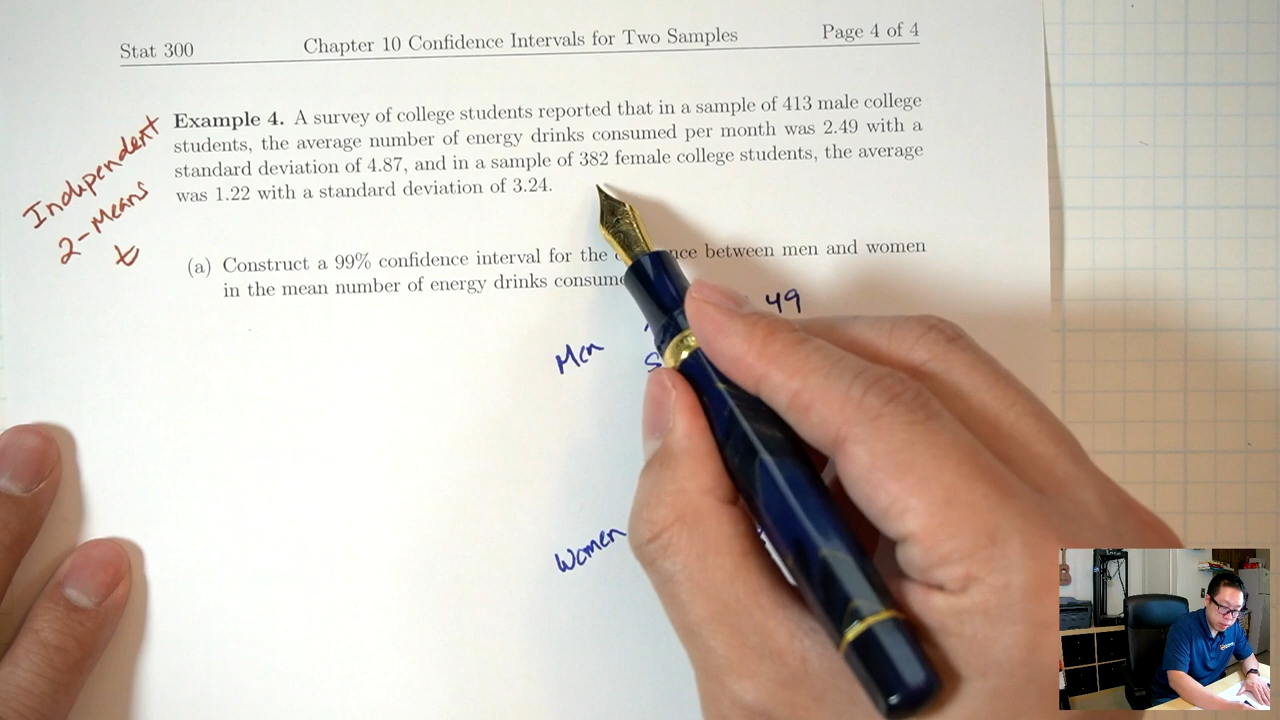 Stat 300 Chapter 10 Confidence Intervals for Two Samples Page 4 of 4
Example 4. A survey of college students reported that in a sample of 413 male college
students, the average number of energy drinks consumed per month was 2.49 with a
standard deviation of 4.87, and in a sample of 382 female college students, the average
was 1.22 with a standard deviation of 3.24.
Independent
2-Means
t
(a) Construct a 99% confidence interval for the nce between men and women
in the mean number of energy drinks consume
49
Men
S
Women